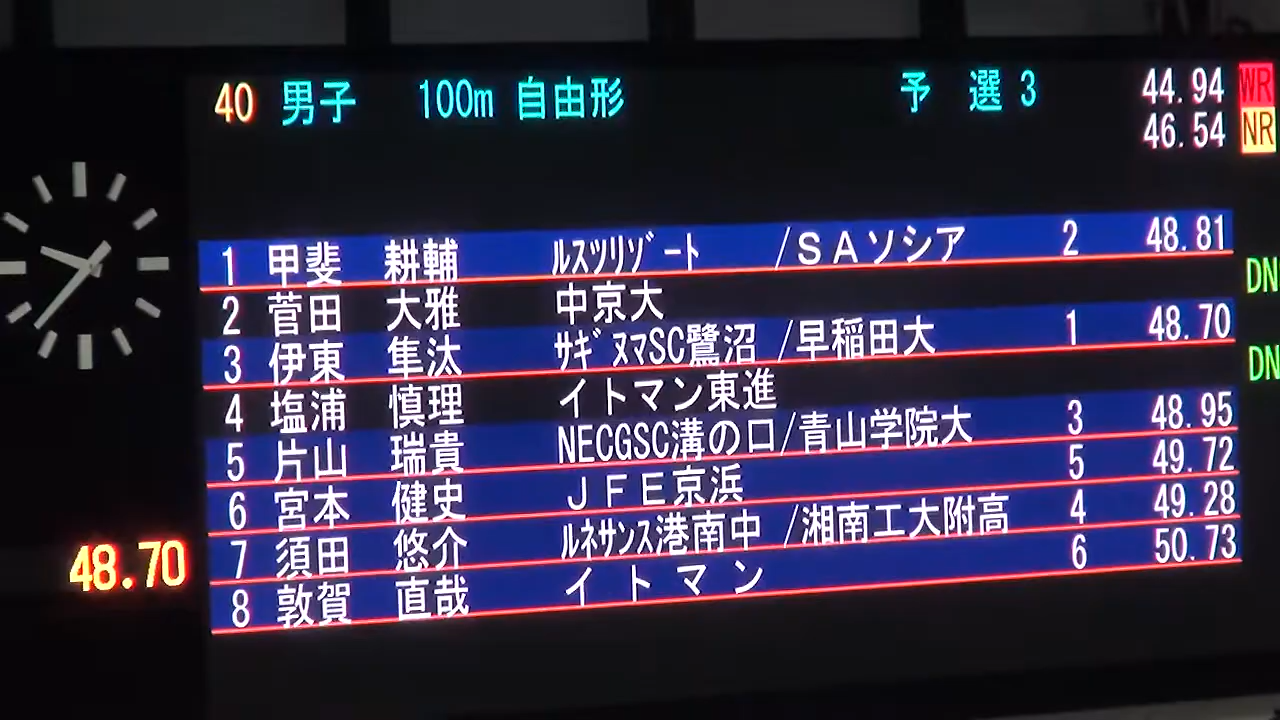 40 男子 100m 自由形 予 選 3 44.94 WR
46.54 NR
1 甲斐 耕輔 ﾙｽﾂﾘｿﾞｰﾄ /ＳＡソシア 2 48.81
2 菅田 大雅 中京大 DN
3 伊東 隼汰 ｻｷﾞﾇﾏSC鷺沼 /早稲田大 1 48.70
4 塩浦 慎理 イトマン東進 DN
5 片山 瑞貴 NECGSC溝の口/青山学院大 3 48.95
6 宮本 健史 ＪＦＥ京浜 5 49.72
7 須田 悠介 ﾙﾈｻﾝｽ港南中 /湘南工大附高 4 49.28
8 敦賀 直哉 イトマン 6 50.73
48.70